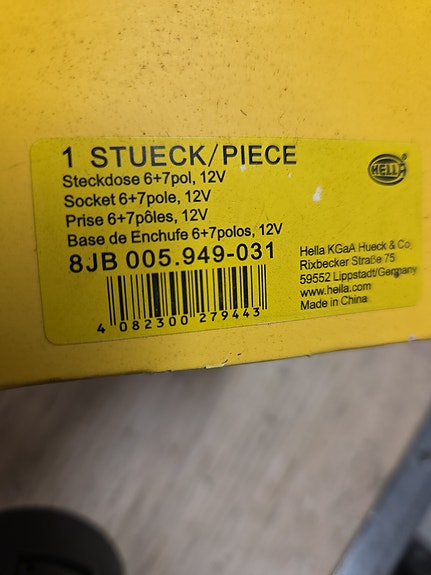 1 STUECK/PIECE
HELLA
Steckdose 6+7pol, 12V
Socket 6+7pole, 12V
Prise 6+7pôles, 12V
Base de Enchufe 6+7polos, 12V
8JB 005.949-031
Hella KGaA Hueck & Co
Rixbecker Straße 75
59552 Lippstadt/Germany
www.hella.com
Made in China
4 082300 279443